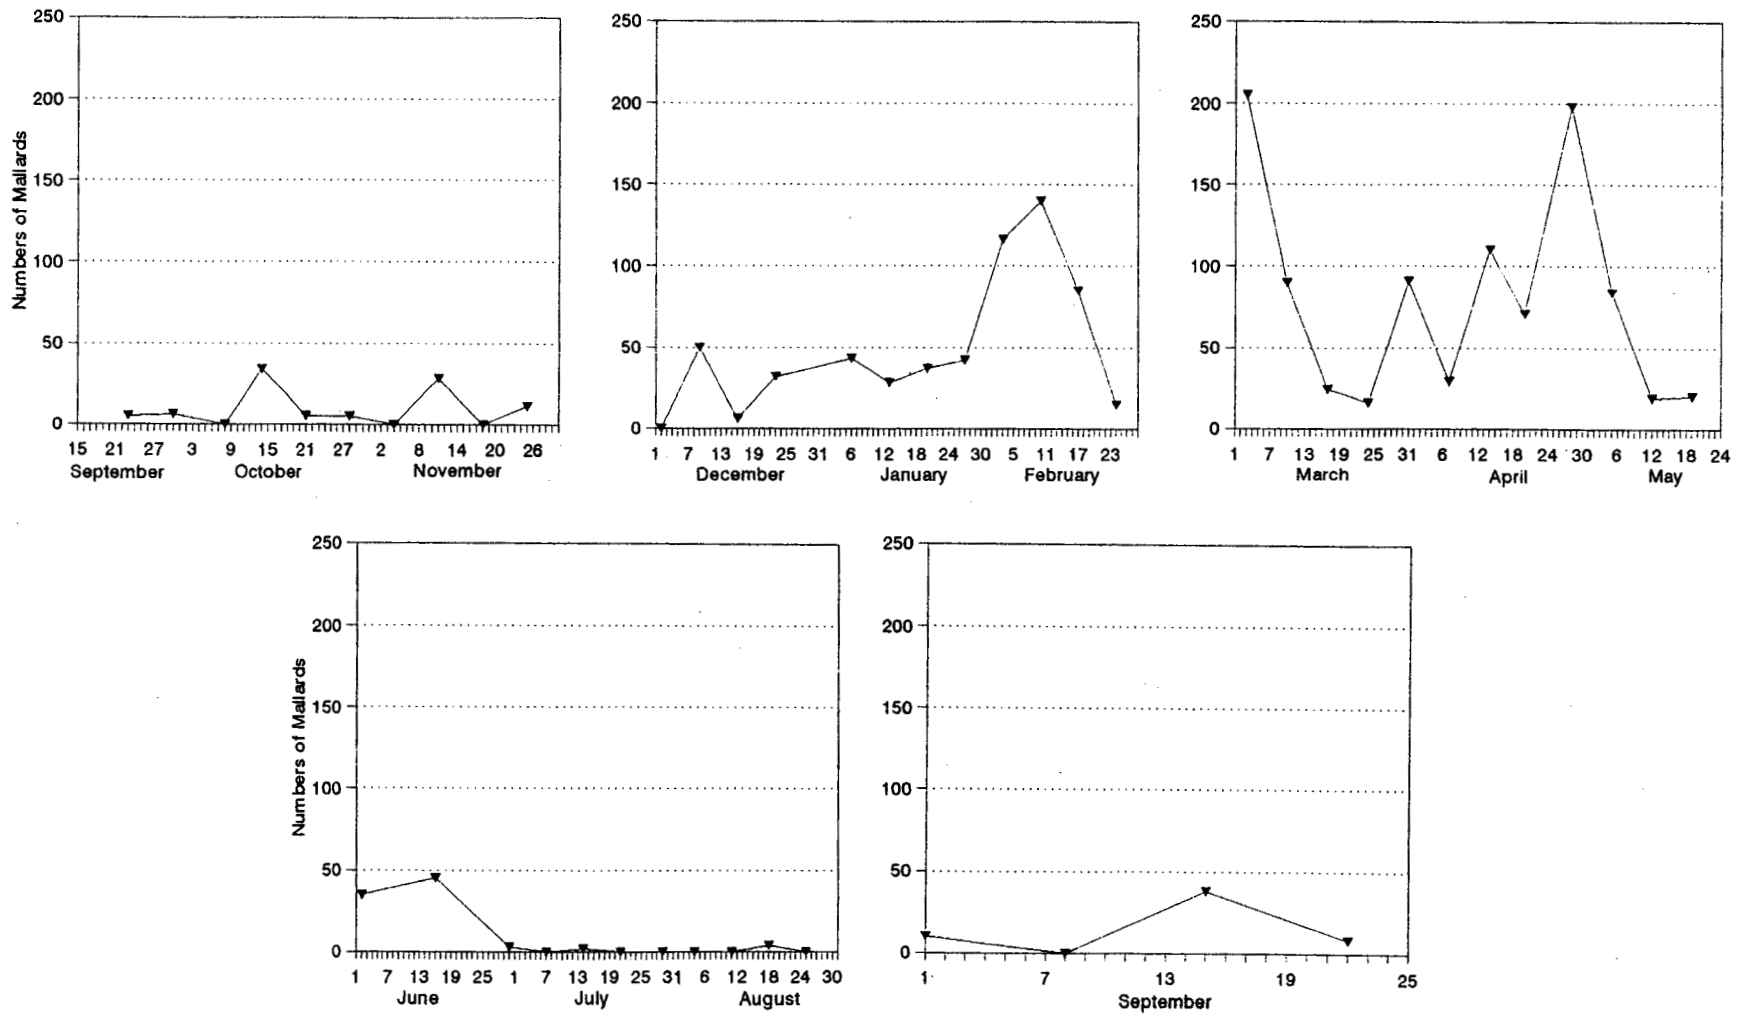 250
200
150
100
50
0
Numbers of Mallards
15 21 27 3 9 15 21 27 2 8 14 20 26
September October November
250
200
150
100
50
0
1 7 13 19 25 31 6 12 18 24 30 5 11 17 23
December January February
250
200
150
100
50
0
1 7 13 19 25 31 6 12 18 24 30 6 12 18 24
March April May
250
200
150
100
50
0
Numbers of Mallards
1 7 13 19 25 1 7 13 19 25 31 6 12 18 24 30
June July August
250
200
150
100
50
0
1 7 13 19 25
September